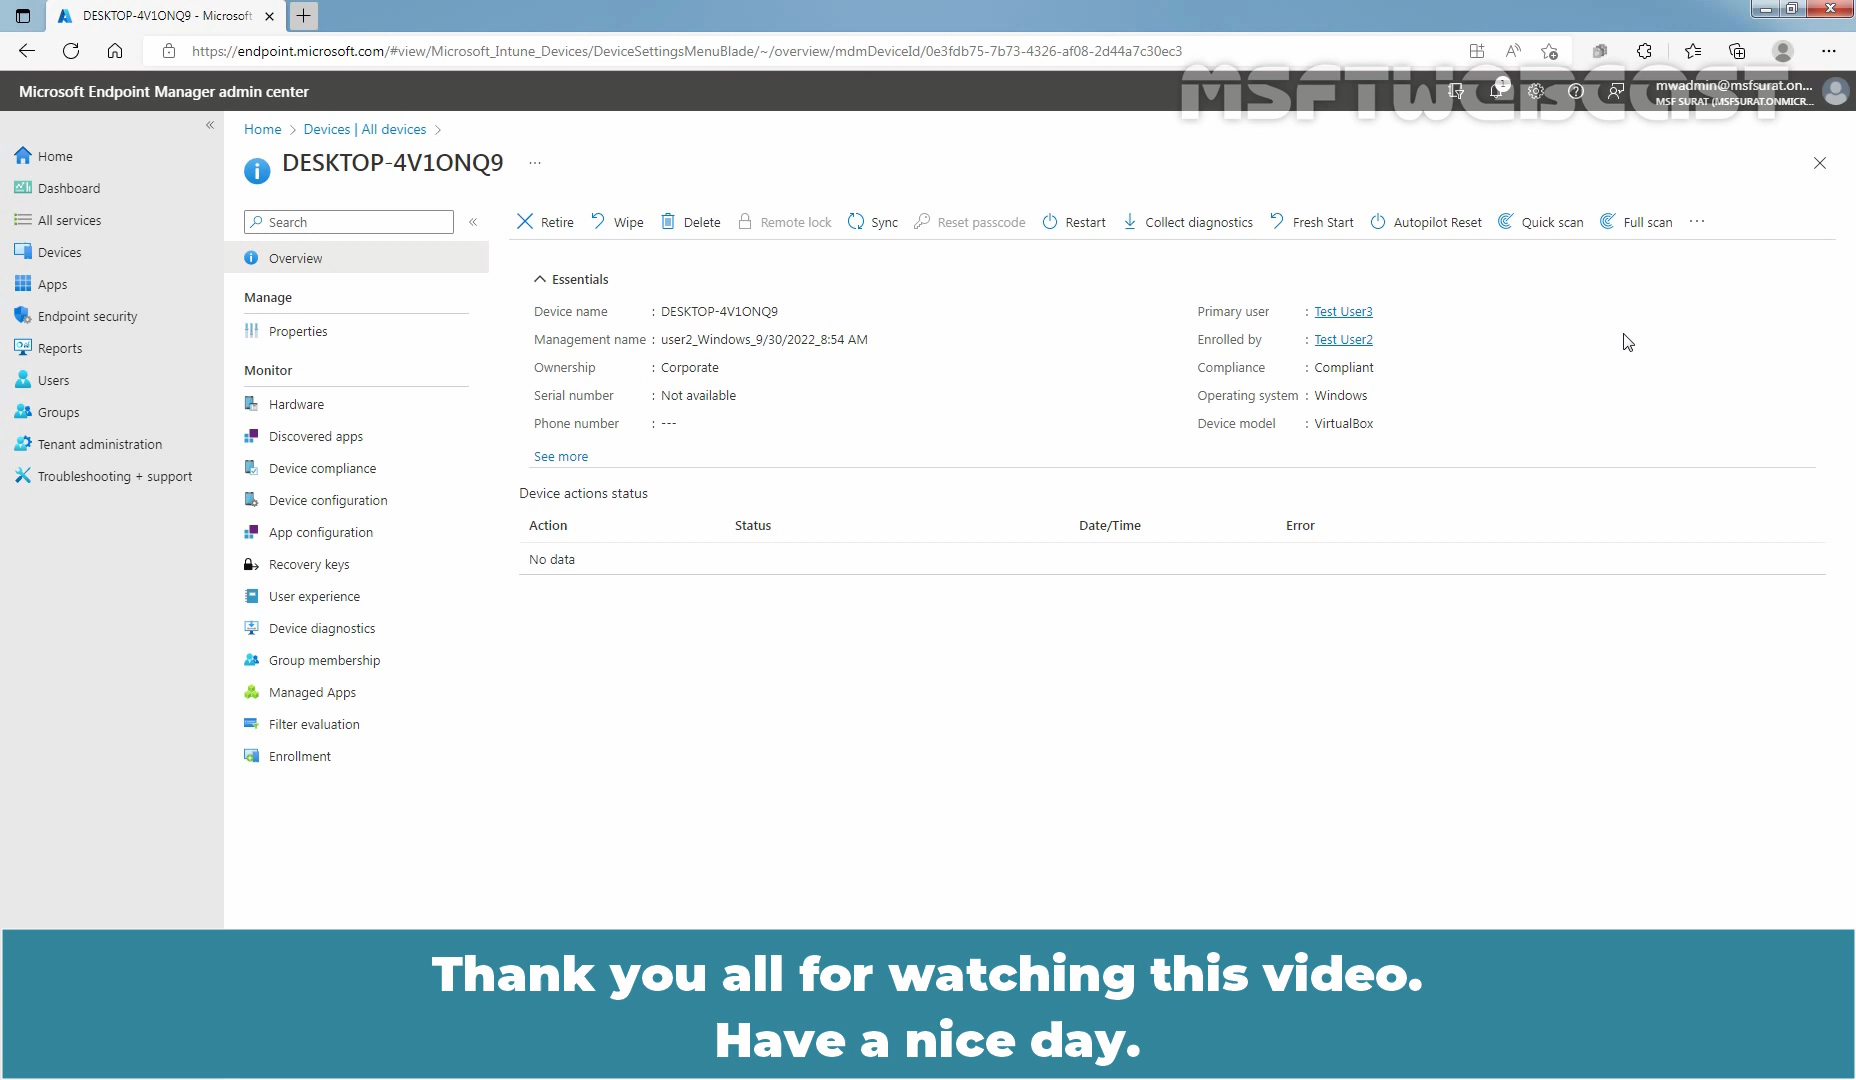 DESKTOP-4V1ONQ9 - Microsoft
https://endpoint.microsoft.com/#view/Microsoft_Intune_Devices/DeviceSettingsMenuBlade/~/overview/mdmDeviceId/0e3fdb75-7b73-4326-af08-2d44a7c30ec3
Microsoft Endpoint Manager admin center
1
mwadmin@msfsurat.on...
MSF SURAT (MSFSURAT.ONMICR...
MSFTWEBCAST
Home
Dashboard
All services
Devices
Apps
Endpoint security
Reports
Users
Groups
Tenant administration
Troubleshooting + support
Home > Devices | All devices >
DESKTOP-4V1ONQ9 ...
Search
Overview
Manage
Properties
Monitor
Hardware
Discovered apps
Device compliance
Device configuration
App configuration
Recovery keys
User experience
Device diagnostics
Group membership
Managed Apps
Filter evaluation
Enrollment
Retire Wipe Delete Remote lock Sync Reset passcode Restart Collect diagnostics Fresh Start Autopilot Reset Quick scan Full scan ...
Essentials
Device name : DESKTOP-4V1ONQ9
Management name : user2_Windows_9/30/2022_8:54 AM
Ownership : Corporate
Serial number : Not available
Phone number : ---
See more
Primary user : Test User3
Enrolled by : Test User2
Compliance : Compliant
Operating system : Windows
Device model : VirtualBox
Device actions status
Action Status Date/Time Error
No data
Thank you all for watching this video.
Have a nice day.